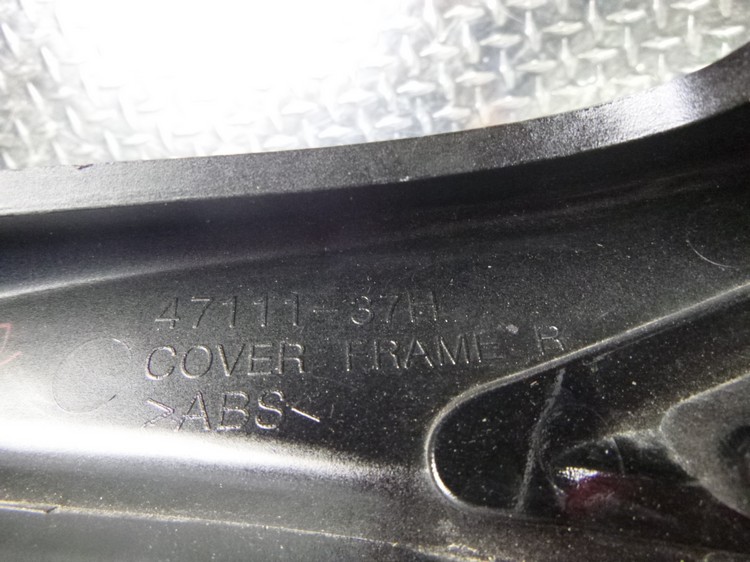 47111-37H
COVER FRAME R
>ABS<